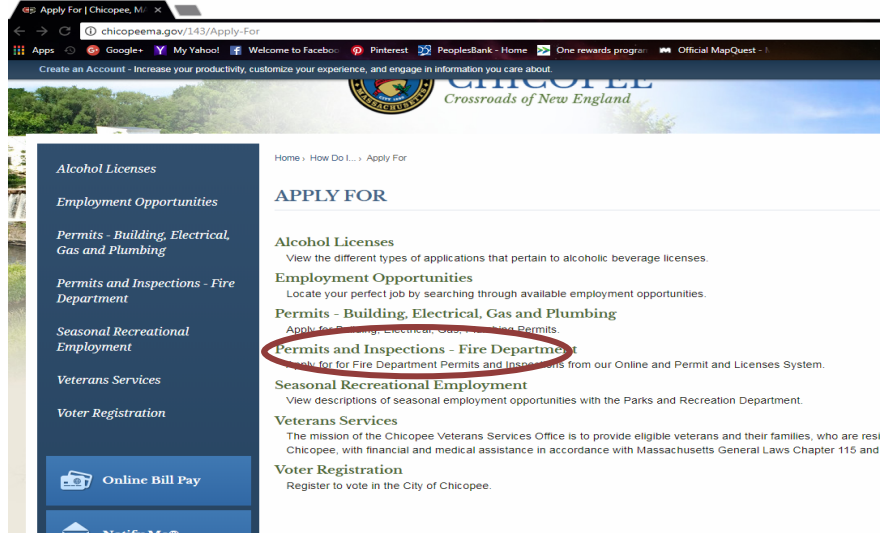 Apply For | Chicopee, MA
chicopeema.gov/143/Apply-For
Apps Google+ My Yahoo! Welcome to Faceboo Pinterest PeoplesBank - Home One rewards progran Official MapQuest - M
Create an Account - Increase your productivity, customize your experience, and engage in information you care about.
CHICOPEE
MASSACHUSETTS
Crossroads of New England
Alcohol Licenses
Employment Opportunities
Permits - Building, Electrical,
Gas and Plumbing
Permits and Inspections - Fire
Department
Seasonal Recreational
Employment
Veterans Services
Voter Registration
Online Bill Pay
Notify Me®
Home › How Do I... › Apply For
APPLY FOR
Alcohol Licenses
View the different types of applications that pertain to alcoholic beverage licenses.
Employment Opportunities
Locate your perfect job by searching through available employment opportunities.
Permits - Building, Electrical, Gas and Plumbing
Apply for Building, Electrical, Gas, Plumbing Permits.
Permits and Inspections - Fire Department
Apply for for Fire Department Permits and Inspections from our Online and Permit and Licenses System.
Seasonal Recreational Employment
View descriptions of seasonal employment opportunities with the Parks and Recreation Department.
Veterans Services
The mission of the Chicopee Veterans Services Office is to provide eligible veterans and their families, who are resi
Chicopee, with financial and medical assistance in accordance with Massachusetts General Laws Chapter 115 and
Voter Registration
Register to vote in the City of Chicopee.